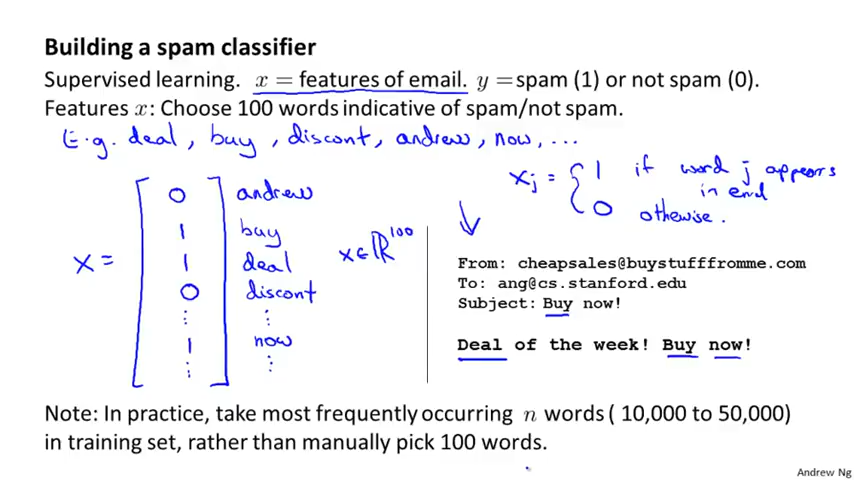 Building a spam classifier
Supervised learning. x = features of email. y = spam (1) or not spam (0).
Features x: Choose 100 words indicative of spam/not spam.
E.g. deal, buy, discont, andrew, now, ...
x = [ 0 1 1 0 ⋮ 1 ⋮ ]
andrew
buy
deal
discont
⋮
now
⋮
x ∈ ℝ^100
x_j = { 1 if word j appears
in email
0 otherwise.
From: cheapsales@buystufffromme.com
To: ang@cs.stanford.edu
Subject: Buy now!
Deal of the week! Buy now!
Note: In practice, take most frequently occurring n words ( 10,000 to 50,000)
in training set, rather than manually pick 100 words.
Andrew Ng